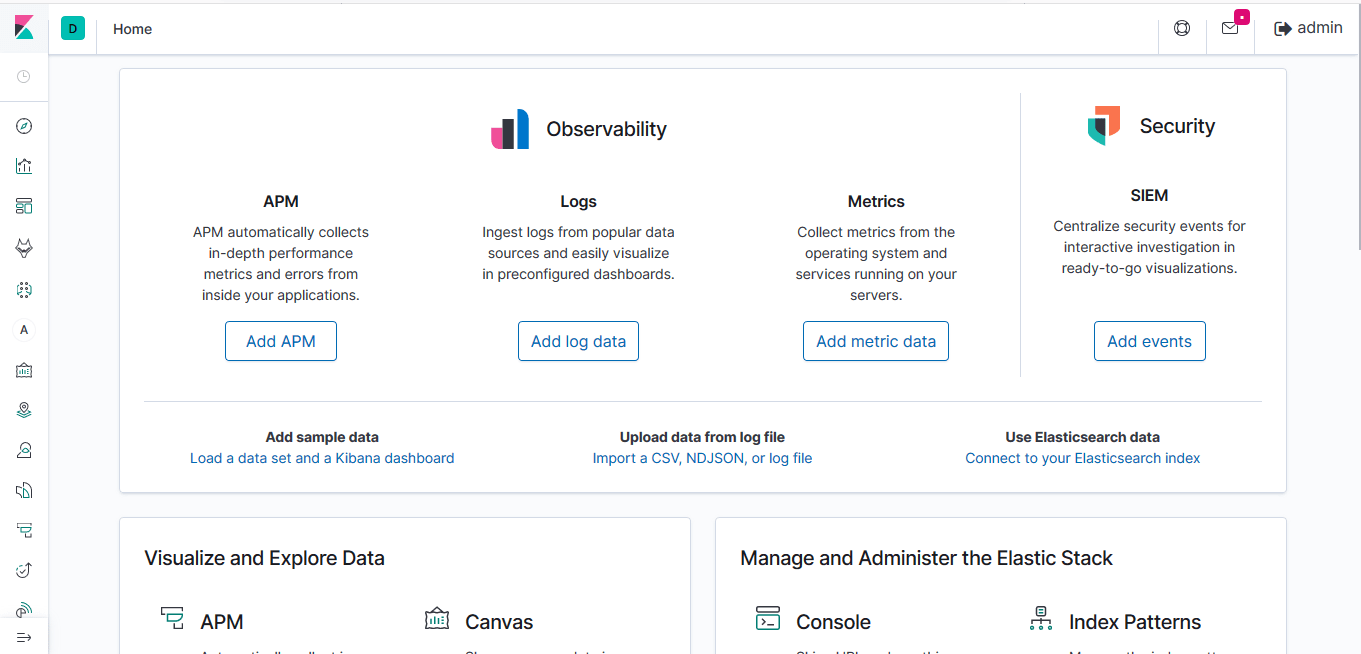 D
Home
admin
Observability
Security
APM
APM automatically collects
in-depth performance
metrics and errors from
inside your applications.
Add APM
Logs
Ingest logs from popular data
sources and easily visualize
in preconfigured dashboards.
Add log data
Metrics
Collect metrics from the
operating system and
services running on your
servers.
Add metric data
SIEM
Centralize security events for
interactive investigation in
ready-to-go visualizations.
Add events
A
Add sample data
Load a data set and a Kibana dashboard
Upload data from log file
Import a CSV, NDJSON, or log file
Use Elasticsearch data
Connect to your Elasticsearch index
Visualize and Explore Data
APM
Canvas
Manage and Administer the Elastic Stack
Console
Index Patterns